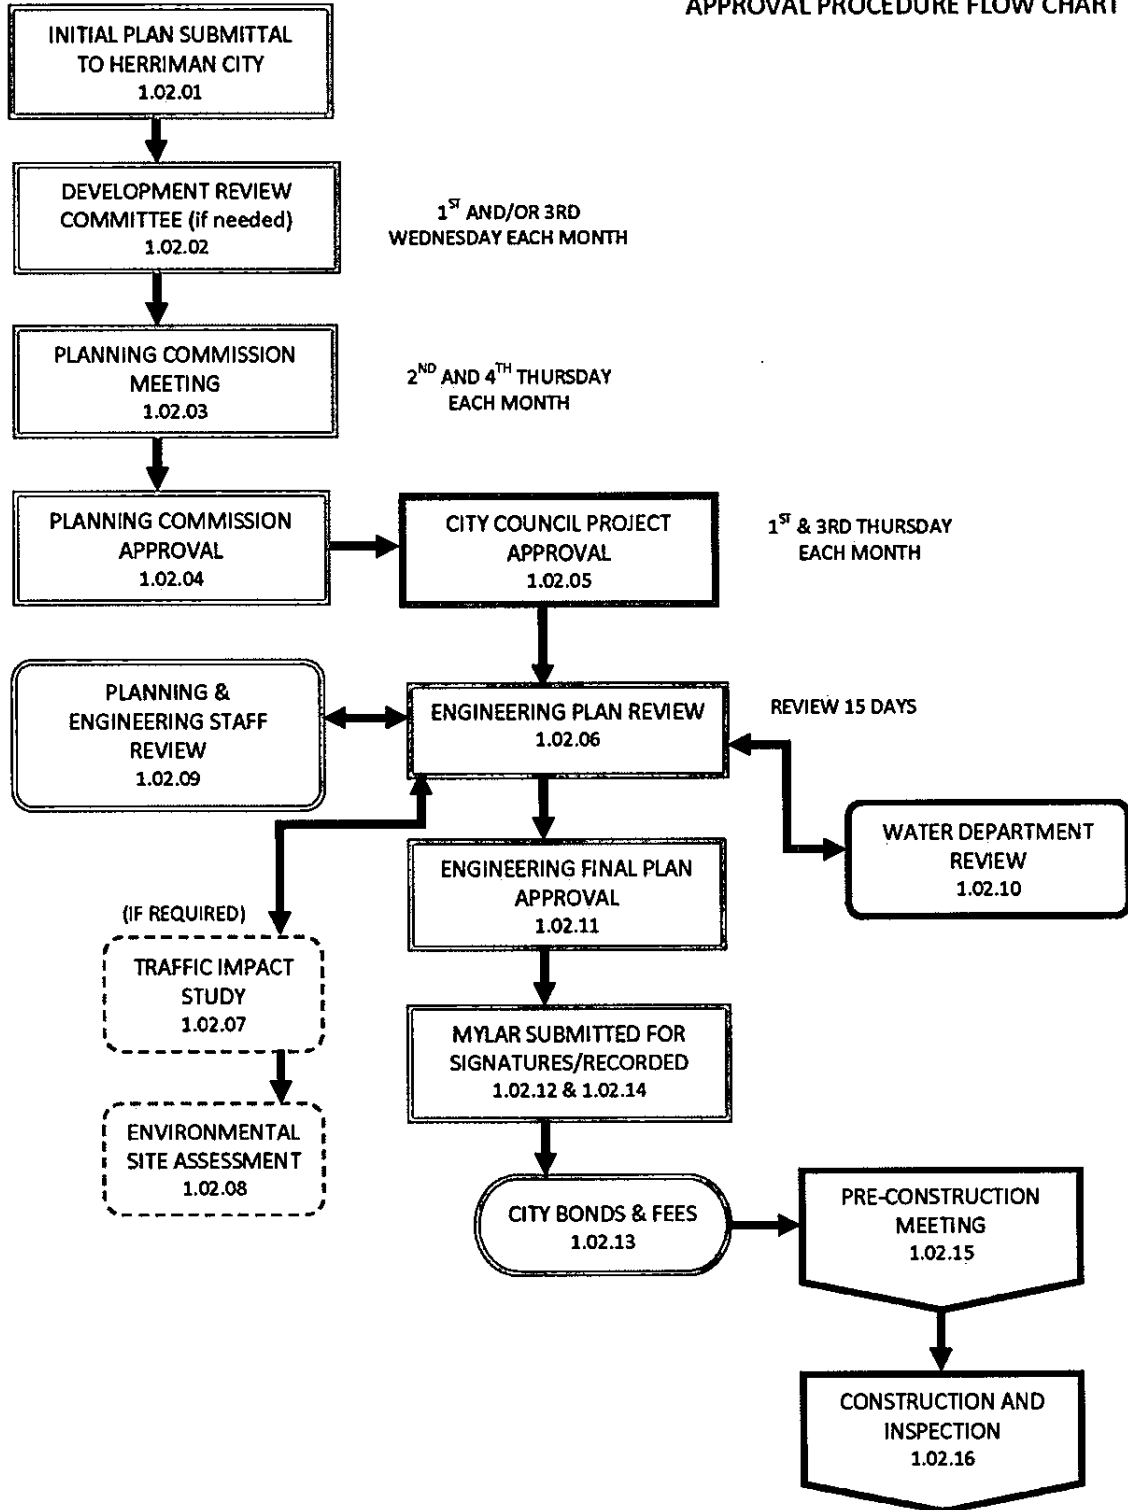 APPROVAL PROCEDURE FLOW CHART
INITIAL PLAN SUBMITTAL
TO HERRIMAN CITY
1.02.01
DEVELOPMENT REVIEW
COMMITTEE (if needed)
1.02.02
1ST AND/OR 3RD
WEDNESDAY EACH MONTH
PLANNING COMMISSION
MEETING
1.02.03
2ND AND 4TH THURSDAY
EACH MONTH
PLANNING COMMISSION
APPROVAL
1.02.04
CITY COUNCIL PROJECT
APPROVAL
1.02.05
1ST & 3RD THURSDAY
EACH MONTH
PLANNING &
ENGINEERING STAFF
REVIEW
1.02.09
ENGINEERING PLAN REVIEW
1.02.06
REVIEW 15 DAYS
WATER DEPARTMENT
REVIEW
1.02.10
ENGINEERING FINAL PLAN
APPROVAL
1.02.11
(IF REQUIRED)
TRAFFIC IMPACT
STUDY
1.02.07
MYLAR SUBMITTED FOR
SIGNATURES/RECORDED
1.02.12 & 1.02.14
ENVIRONMENTAL
SITE ASSESSMENT
1.02.08
CITY BONDS & FEES
1.02.13
PRE-CONSTRUCTION
MEETING
1.02.15
CONSTRUCTION AND
INSPECTION
1.02.16